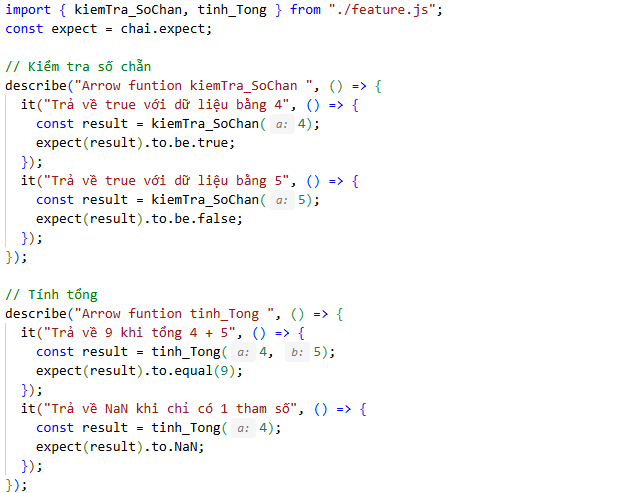 import { kiemTra_SoChan, tinh_Tong } from "./feature.js";
const expect = chai.expect;
// Kiểm tra số chẵn
describe("Arrow funtion kiemTra_SoChan ", () => {
it("Trả về true với dữ liệu bằng 4", () => {
const result = kiemTra_SoChan( a: 4);
expect(result).to.be.true;
});
it("Trả về true với dữ liệu bằng 5", () => {
const result = kiemTra_SoChan( a: 5);
expect(result).to.be.false;
});
});
// Tính tổng
describe("Arrow funtion tinh_Tong ", () => {
it("Trả về 9 khi tổng 4 + 5", () => {
const result = tinh_Tong( a: 4, b: 5);
expect(result).to.equal(9);
});
it("Trả về NaN khi chỉ có 1 tham số", () => {
const result = tinh_Tong( a: 4);
expect(result).to.NaN;
});
});